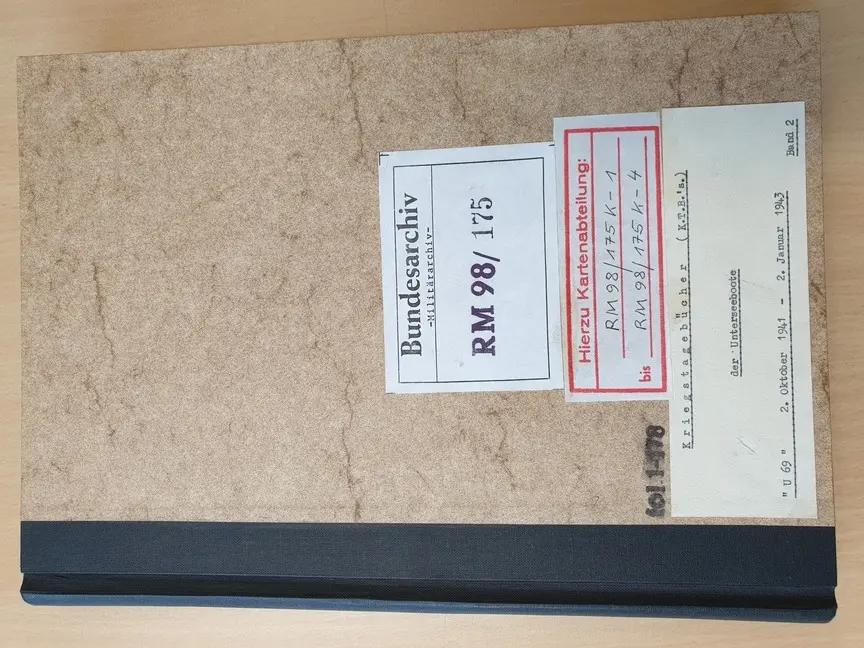 Bundesarchiv
-Militärarchiv-
RM 98/ 175
Hierzu Kartenabteilung:
RM 98/175 K-1
bis RM 98/175 K-4
fol 1-178
Kriegstagebücher (K.T.B.'s.)
der Unterseeboote
"U 69" 2. Oktober 1941 - 2. Januar 1943
Band 2